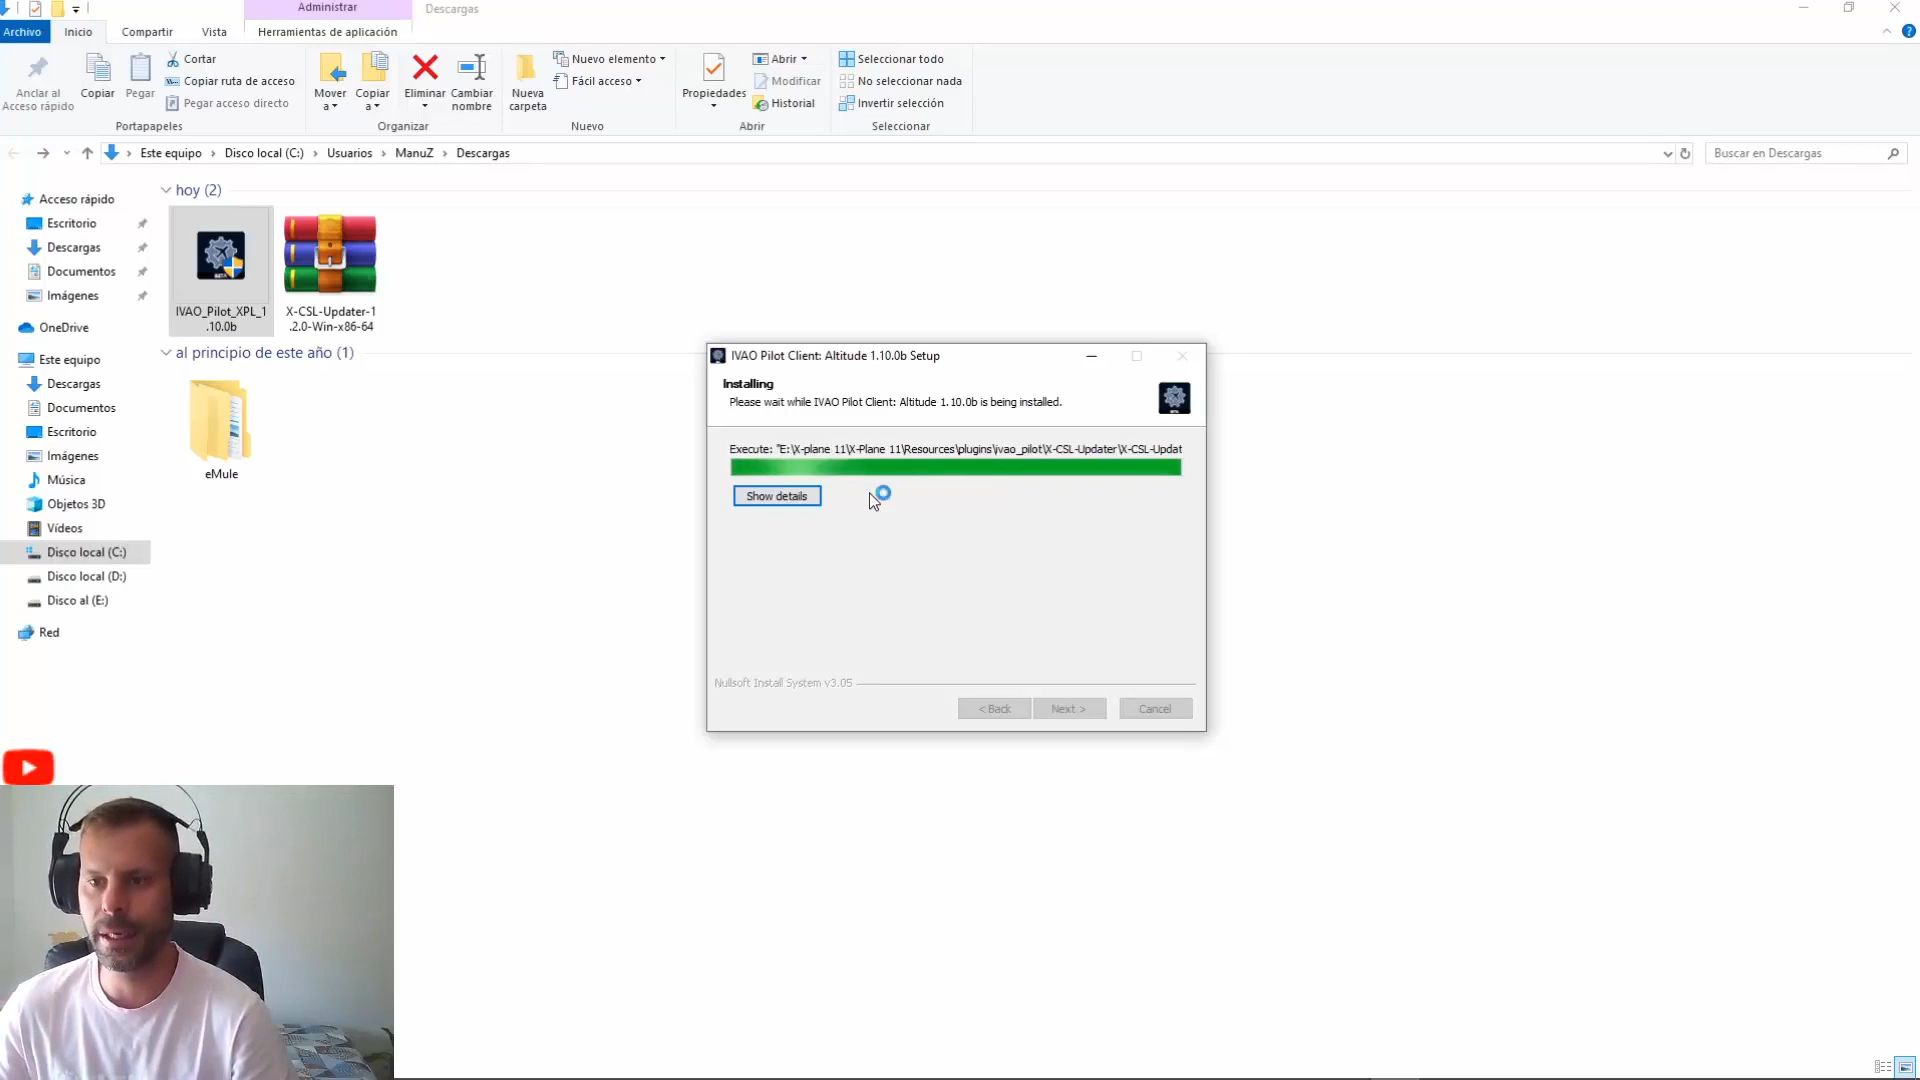 Administrar
Descargas
Archivo
Inicio
Compartir
Vista
Herramientas de aplicación
Anclar al
Acceso rápido
Copiar
Pegar
Cortar
Copiar ruta de acceso
Pegar acceso directo
Portapapeles
Mover
a
Copiar
a
Eliminar
Cambiar
nombre
Organizar
Nueva
carpeta
Nuevo elemento
Fácil acceso
Nuevo
Propiedades
Abrir
Modificar
Historial
Abrir
Seleccionar todo
No seleccionar nada
Invertir selección
Seleccionar
Este equipo › Disco local (C:) › Usuarios › ManuZ › Descargas
Buscar en Descargas
Acceso rápido
Escritorio
Descargas
Documentos
Imágenes
OneDrive
Este equipo
Descargas
Documentos
Escritorio
Imágenes
Música
Objetos 3D
Vídeos
Disco local (C:)
Disco local (D:)
Disco al (E:)
Red
hoy (2)
IVAO_Pilot_XPL_1
.10.0b
X-CSL-Updater-1
.2.0-Win-x86-64
al principio de este año (1)
eMule
IVAO Pilot Client: Altitude 1.10.0b Setup
Installing
Please wait while IVAO Pilot Client: Altitude 1.10.0b is being installed.
BETA
Execute: "E:\X-plane 11\X-Plane 11\Resources\plugins\ivao_pilot\X-CSL-Updater\X-CSL-Updat
Show details
Nullsoft Install System v3.05
< Back
Next >
Cancel